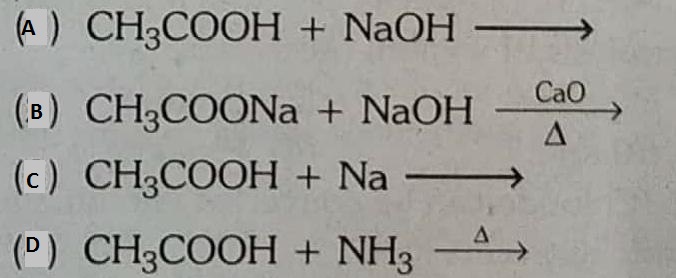 (A) CH₃COOH + NaOH ⟶
(B) CH₃COONa + NaOH CaO/Δ ⟶
(C) CH₃COOH + Na ⟶
(D) CH₃COOH + NH₃ Δ ⟶